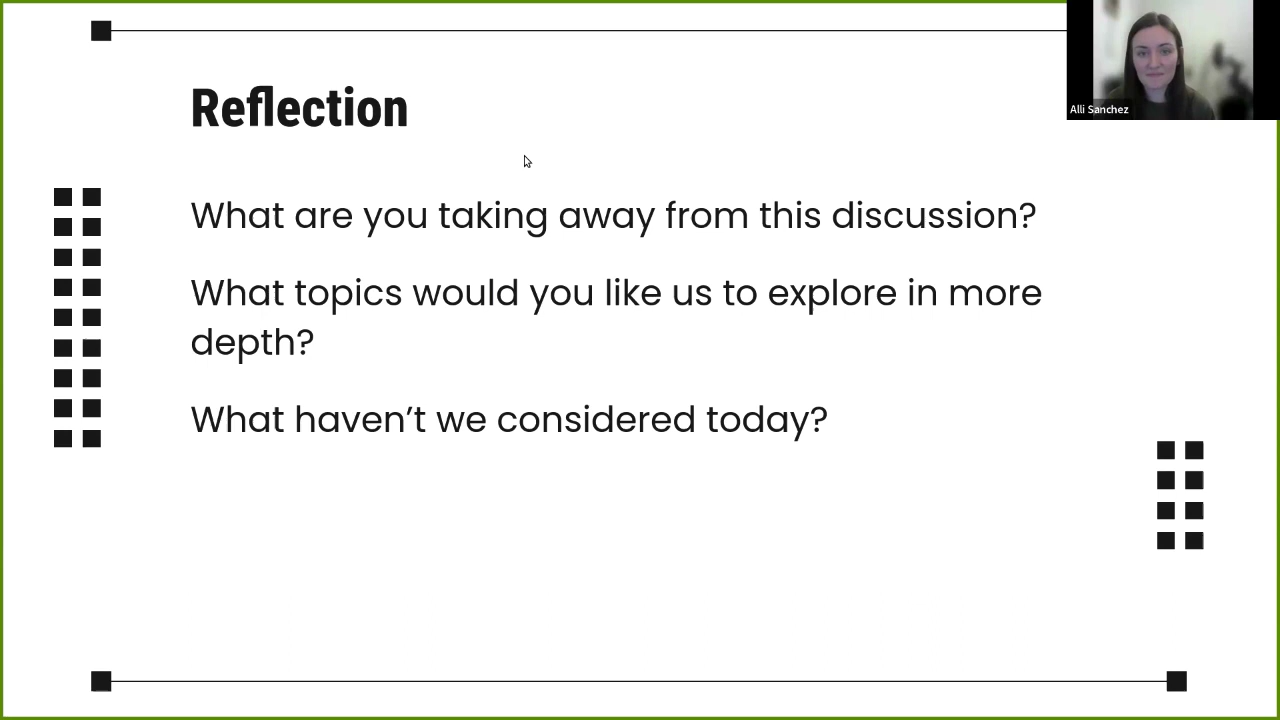 Reflection
Alli Sanchez
What are you taking away from this discussion?
What topics would you like us to explore in more
depth?
What haven’t we considered today?